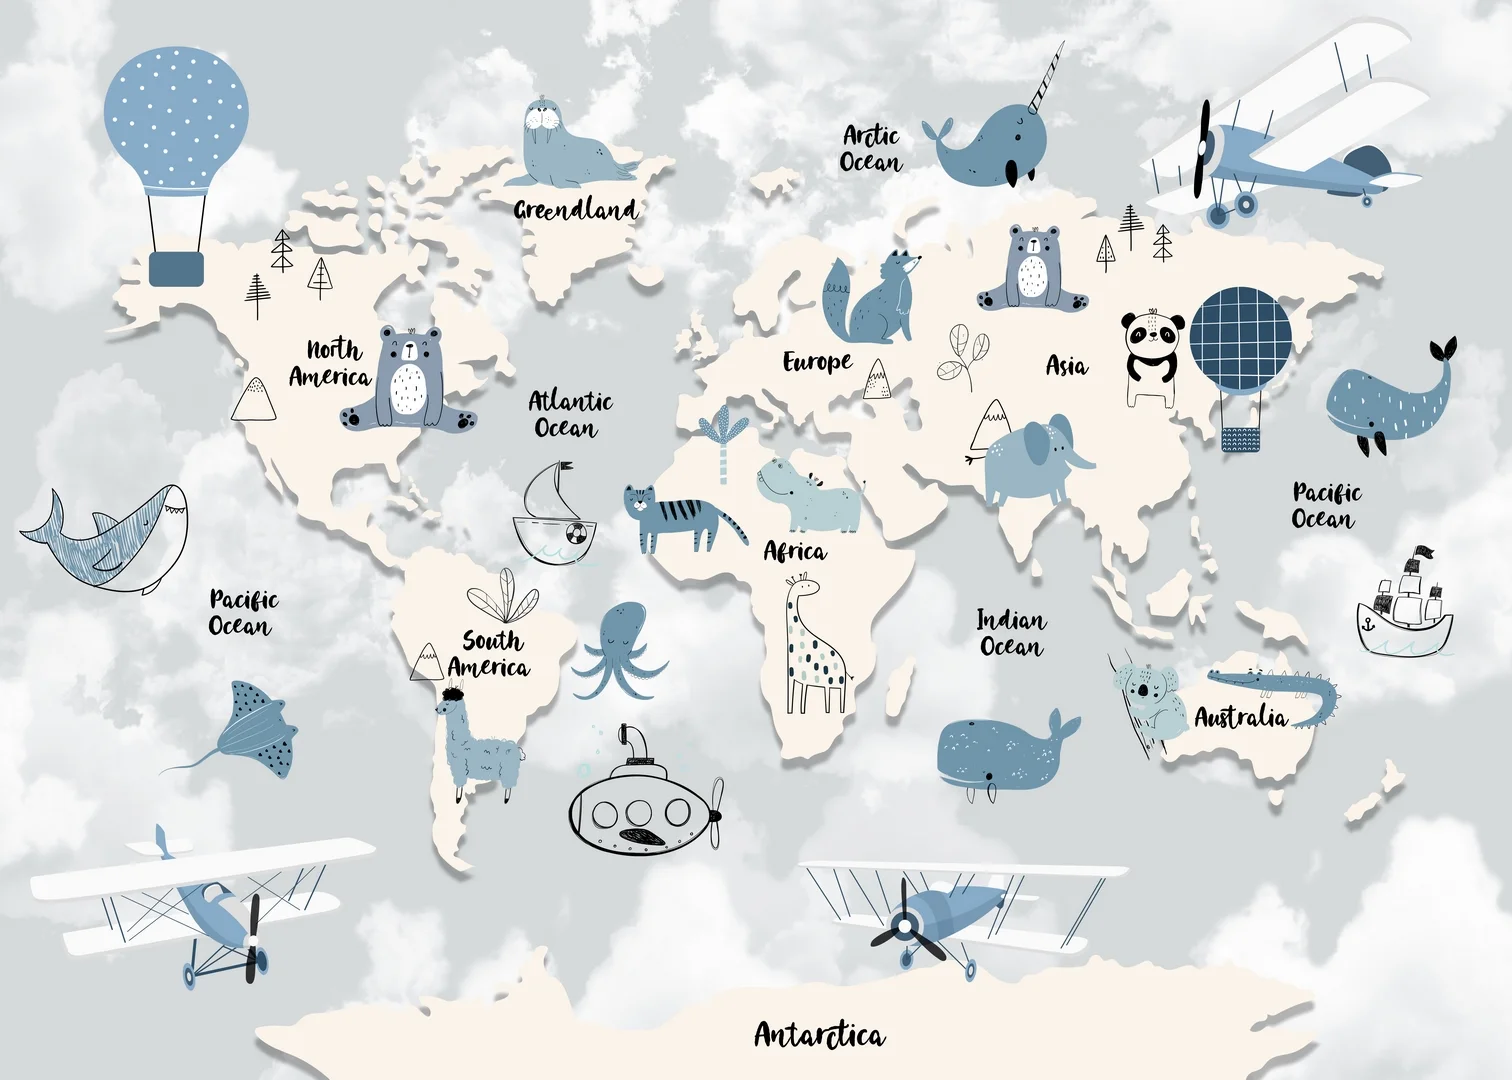 Arctic
Ocean
Greendland
North
America
Europe
Asia
Atlantic
Ocean
Pacific
Ocean
Africa
Pacific
Ocean
Indian
Ocean
South
America
Australia
Antarctica